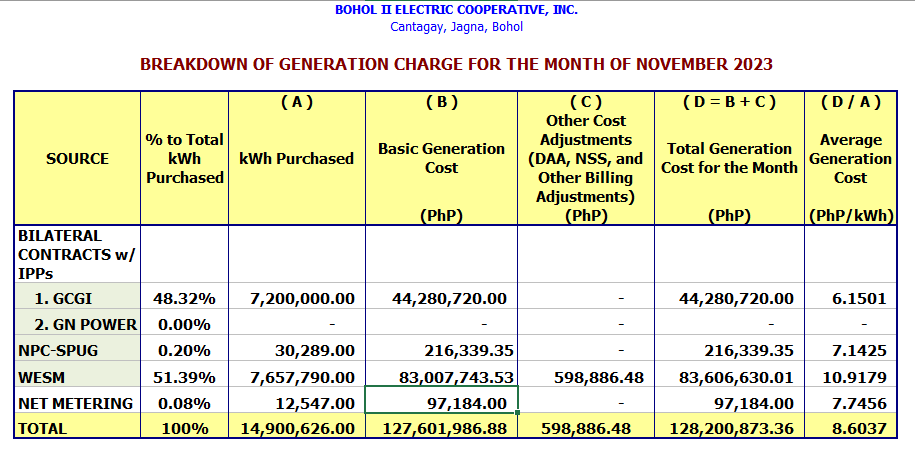 BOHOL II ELECTRIC COOPERATIVE, INC.
Cantagay, Jagna, Bohol
BREAKDOWN OF GENERATION CHARGE FOR THE MONTH OF NOVEMBER 2023
SOURCE
% to Total
kWh
Purchased
( A )
kWh Purchased
( B )
Basic Generation
Cost
(PhP)
( C )
Other Cost
Adjustments
(DAA, NSS, and
Other Billing
Adjustments)
(PhP)
( D = B + C )
Total Generation
Cost for the Month
(PhP)
( D / A )
Average
Generation
Cost
(PhP/kWh)
BILATERAL
CONTRACTS w/
IPPs
1. GCGI 48.32% 7,200,000.00 44,280,720.00 - 44,280,720.00 6.1501
2. GN POWER 0.00% - - - - -
NPC-SPUG 0.20% 30,289.00 216,339.35 - 216,339.35 7.1425
WESM 51.39% 7,657,790.00 83,007,743.53 598,886.48 83,606,630.01 10.9179
NET METERING 0.08% 12,547.00 97,184.00 - 97,184.00 7.7456
TOTAL 100% 14,900,626.00 127,601,986.88 598,886.48 128,200,873.36 8.6037